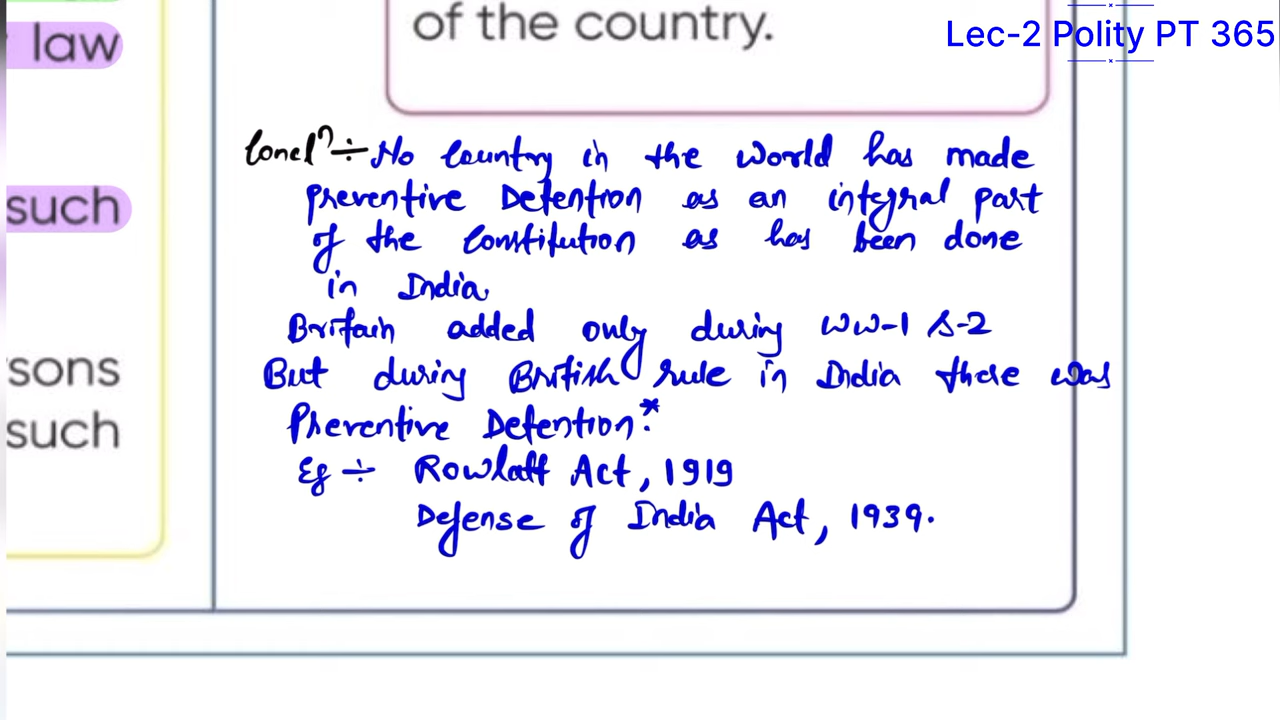 of the country.
Lec-2 Polity PT 365
law
such
sons
such
Concl^n ÷ No Country in the world has made
Preventive Detention as an integral part
of the Constitution as has been done
in India.
Britain added only during WW-1 & 2
But during British rule in India there was
Preventive Detention.*
Eg ÷ Rowlatt Act, 1919
Defense of India Act, 1939.